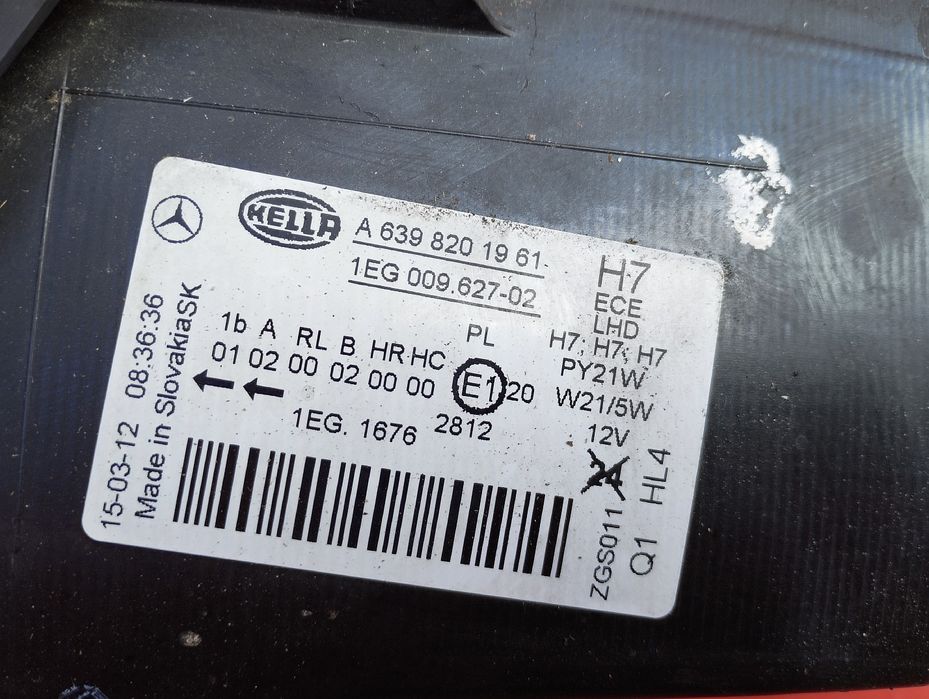 HELLA
A 639 820 19 61
1EG 009.627-02
H7
ECE
LHD
H7, H7, H7
PY21W
W21/5W
12V
24
1b A RL B HR HC PL
01 02 00 02 00 00 E1 20
1EG. 1676 2812
15-03-12 08:36:36
Made in SlovakiaSK
ZGS011
Q1 HL4